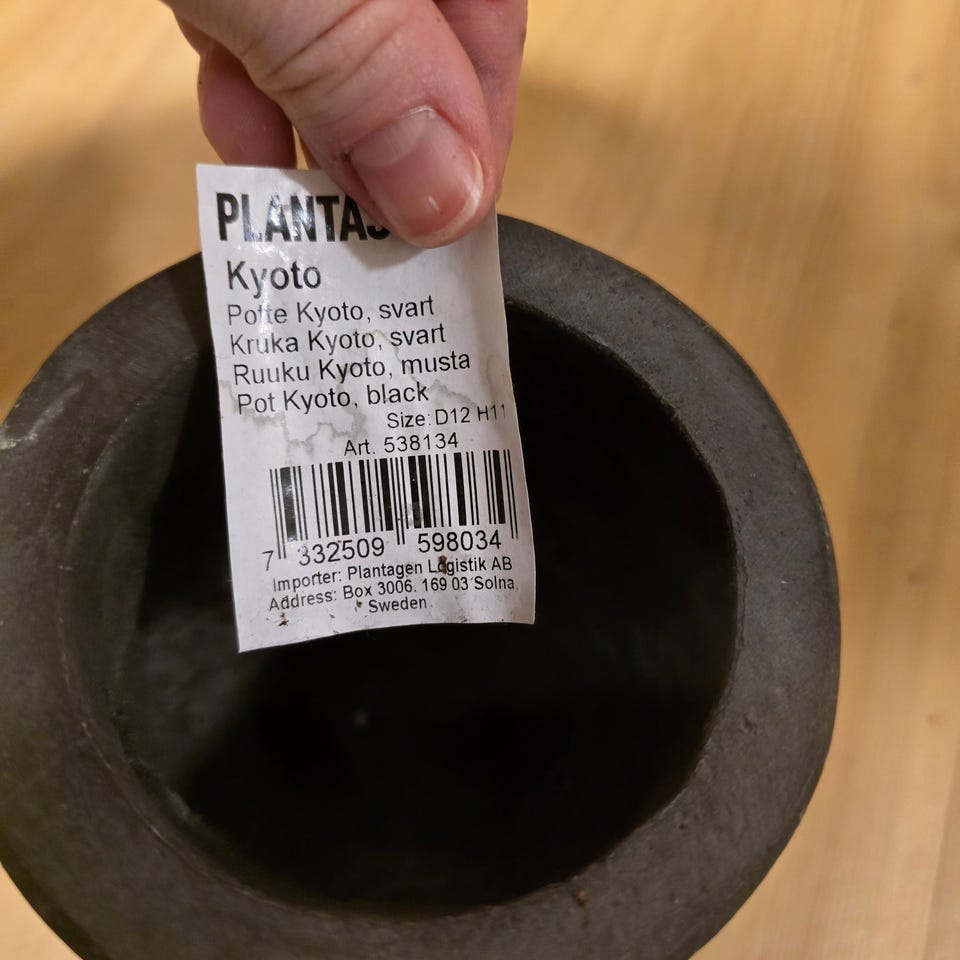 PLANTA
Kyoto
Potte Kyoto, svart
Kruka Kyoto, svart
Ruuku Kyoto, musta
Pot Kyoto, black
Size: D12 H11
Art. 538134
7 332509 598034
Importer: Plantagen Logistik AB
Address: Box 3006. 169 03 Solna,
Sweden